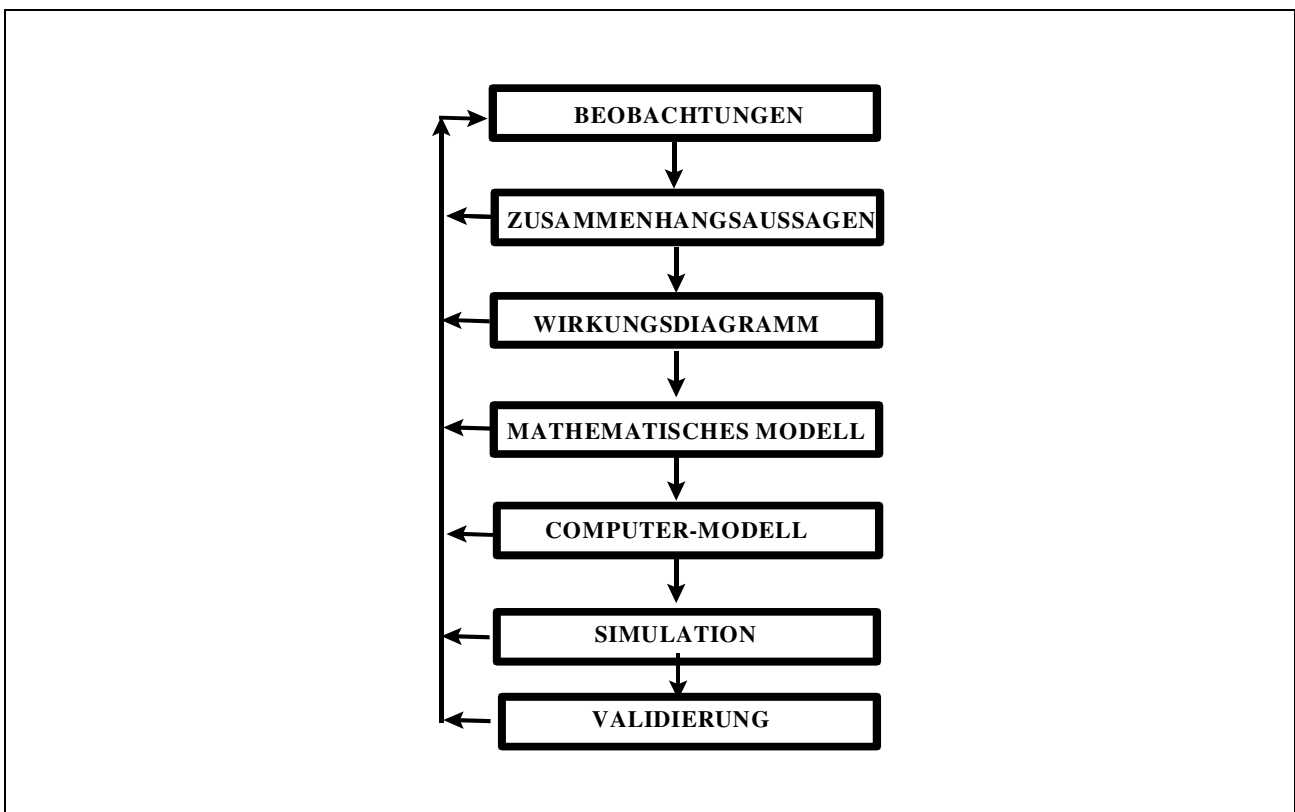 BEOBACHTUNGEN
ZUSAMMENHANGSAUSSAGEN
WIRKUNGSDIAGRAMM
MATHEMATISCHES MODELL
COMPUTER-MODELL
SIMULATION
VALIDIERUNG